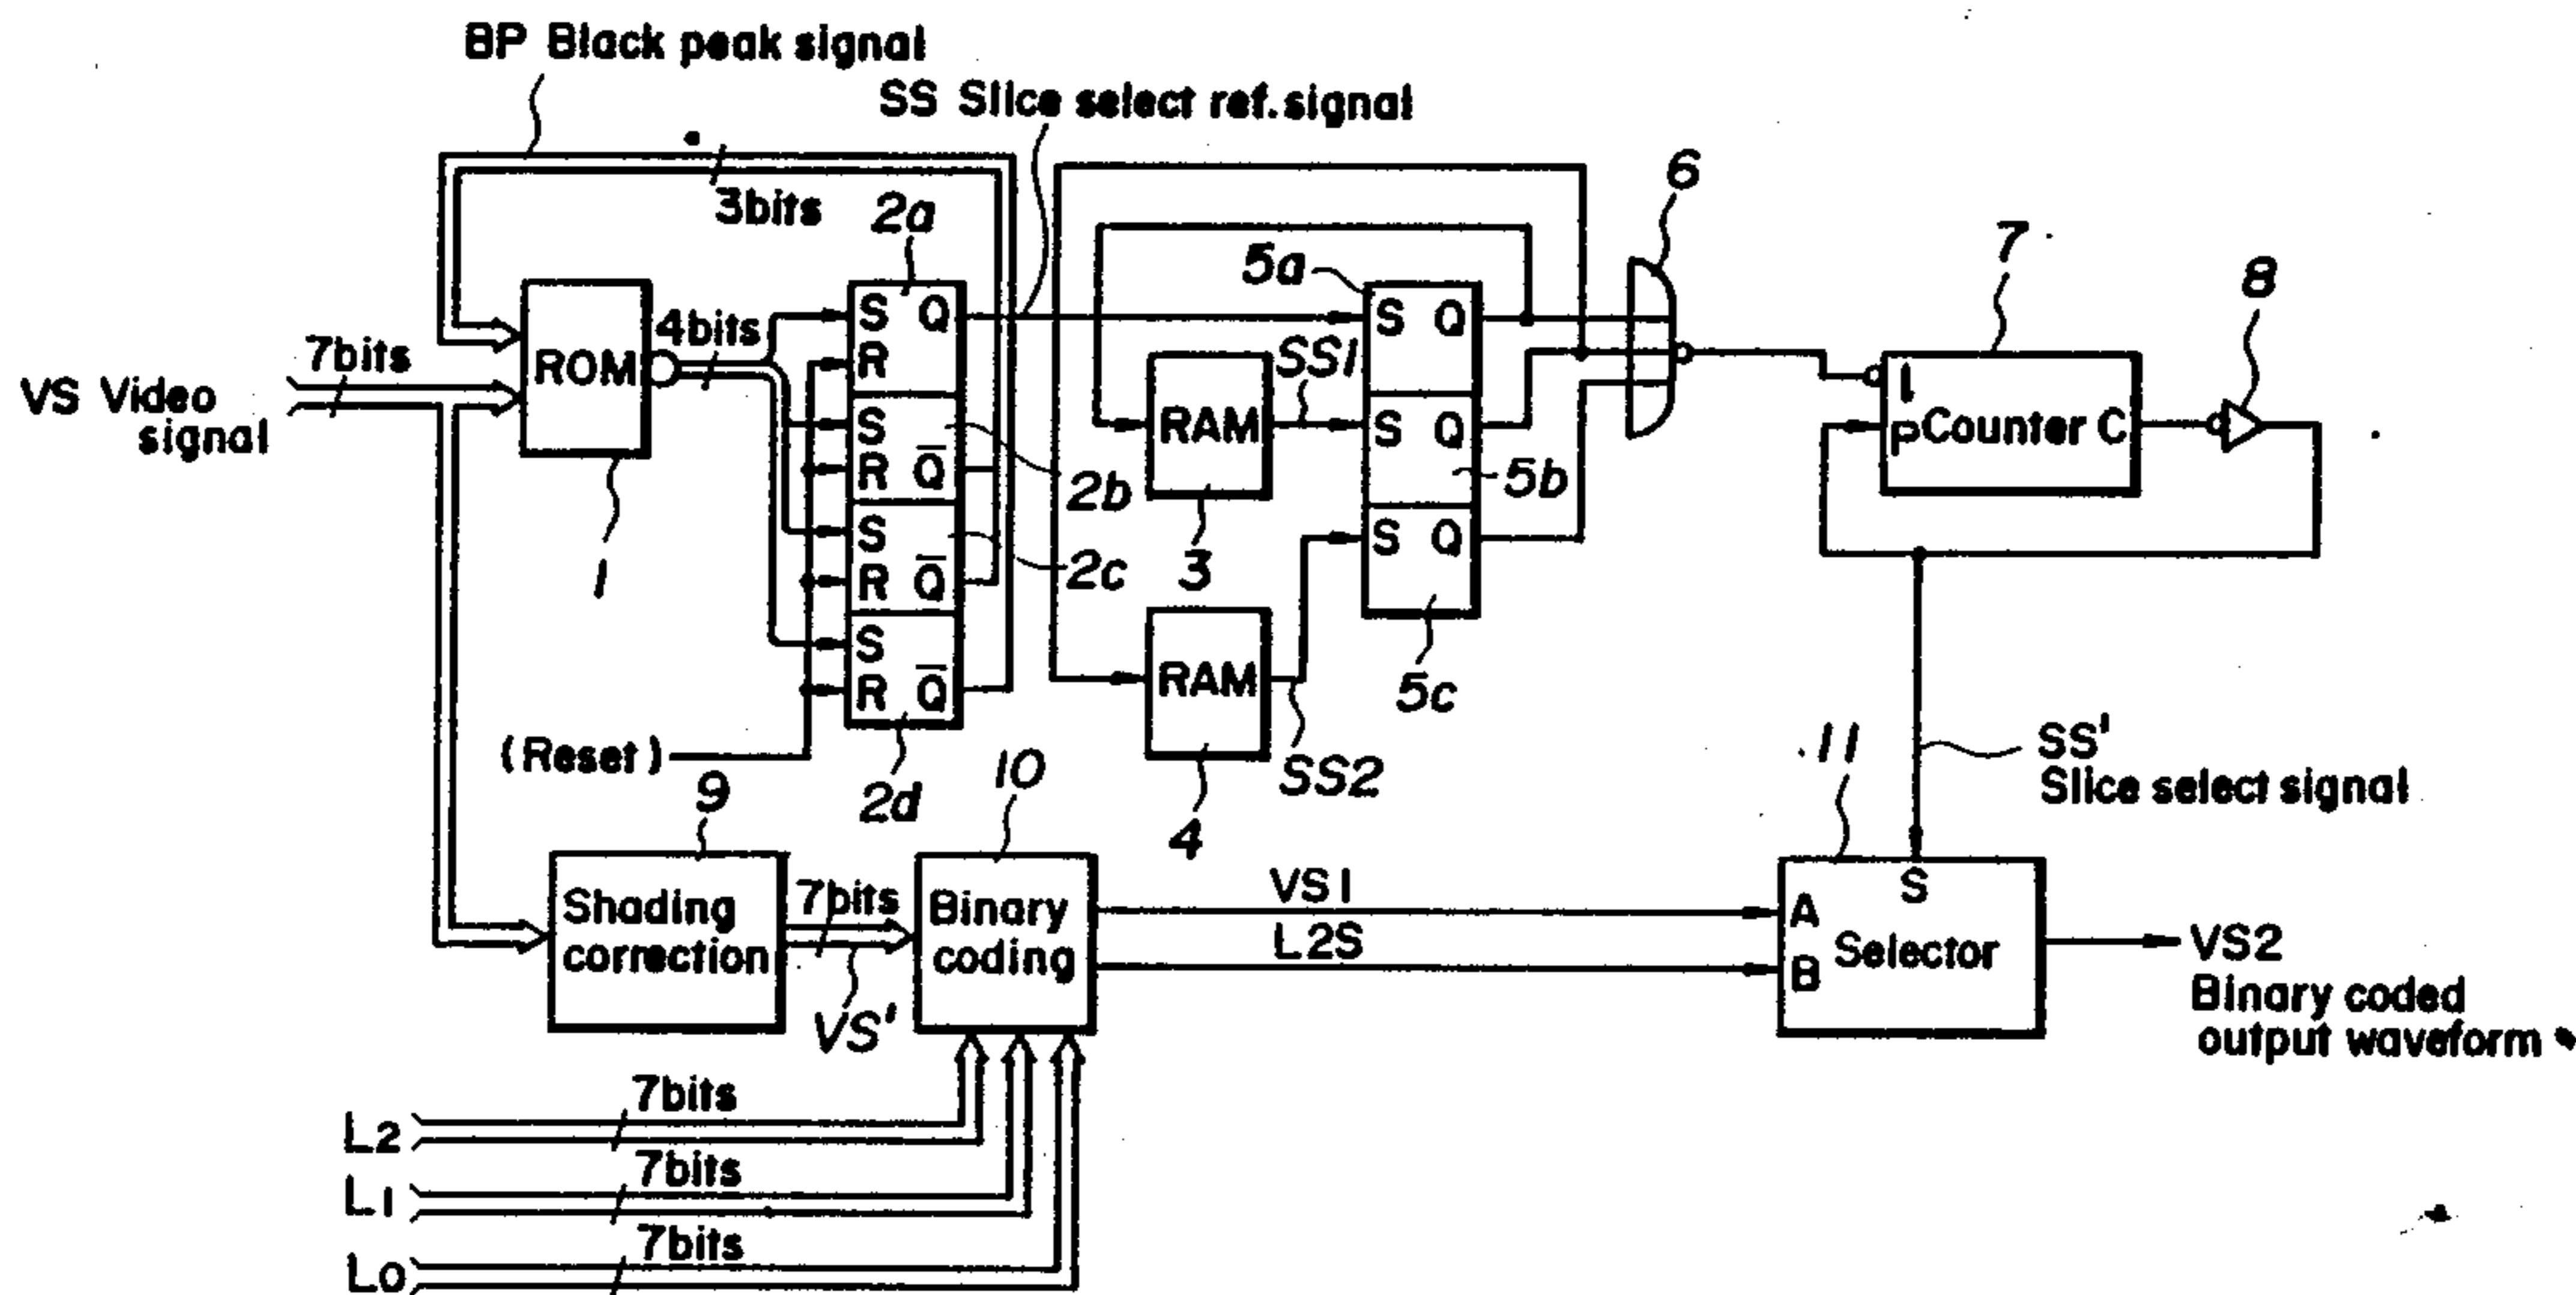 BP Black peak signal
SS Slice select ref. signal
3bits
2a
6
7
8
5a
7bits
VS Video
signal
ROM
4bits
S Q
R
S
R Q
S
R Q
S
R Q
2b
2c
2d
1
(Reset)
RAM
3
SS1
RAM
4
SS2
S Q
S Q
S Q
5b
5c
P Counter C
SS'
Slice select signal
9
Shading
correction
7bits
VS'
10
Binary
coding
VS1
L2S
11
S
A
B
Selector
VS2
Binary coded
output waveform
L2
7bits
L1
7bits
L0
7bits